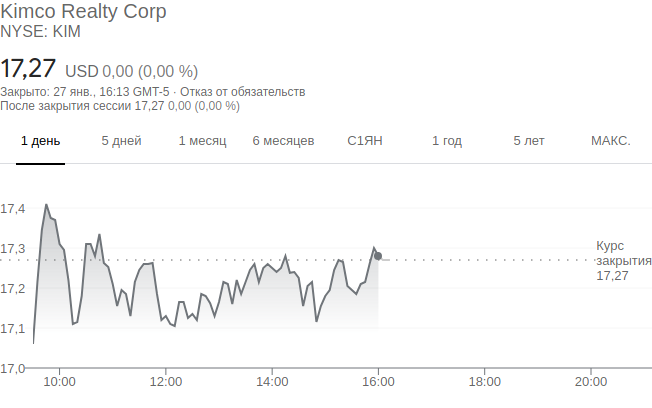 Kimco Realty Corp
NYSE: KIM
17,27 USD 0,00 (0,00 %)
Закрыто: 27 янв., 16:13 GMT-5 · Отказ от обязательств
После закрытия сессии 17,27 0,00 (0,00 %)
1 день 5 дней 1 месяц 6 месяцев С1ЯН 1 год 5 лет МАКС.
17,4
17,3
Курс
закрытия
17,27
17,2
17,1
17,0
10:00 12:00 14:00 16:00 18:00 20:00